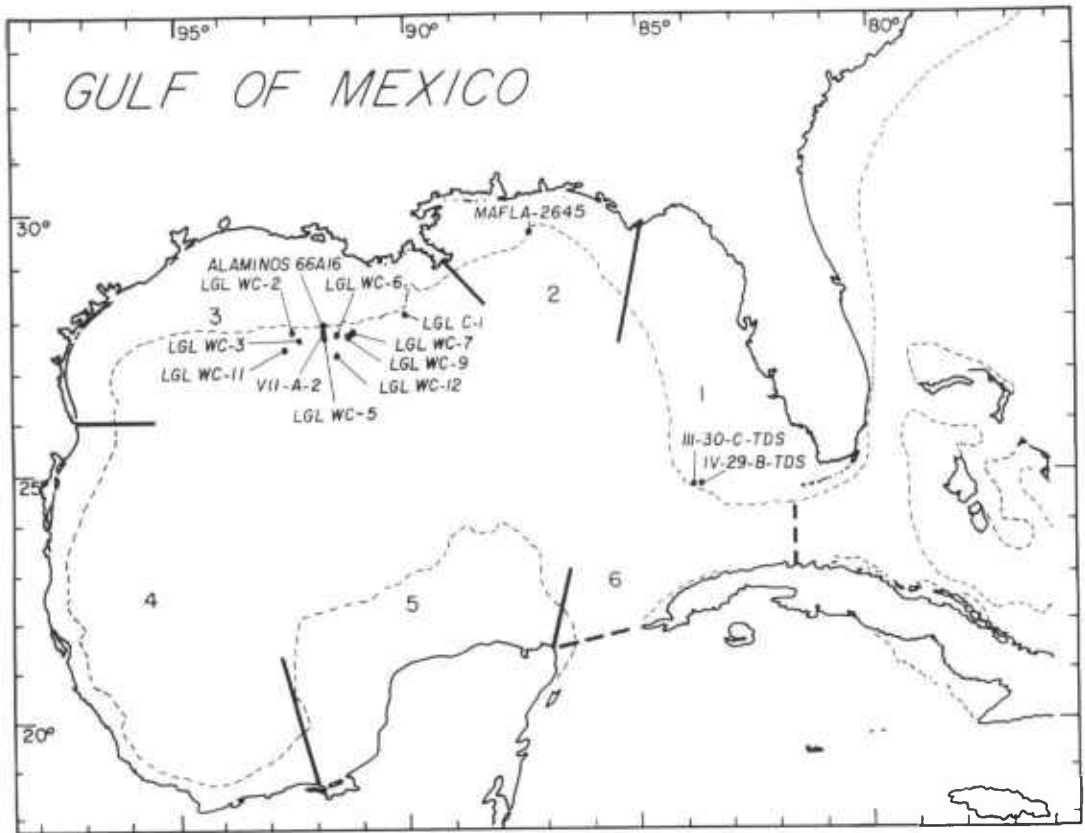 95° 90° 85° 80°
GULF OF MEXICO
30°
MAFLA-2645
ALAMINOS 66A16
LGL WC-2 LGL WC-6
2
3
LGL C-1
LGL WC-3 LGL WC-7
LGL WC-11 LGL WC-9
VII-A-2 LGL WC-12
LGL WC-5
1
III-30-C-TDS
IV-29-B-TDS
25°
6
4 5
20°